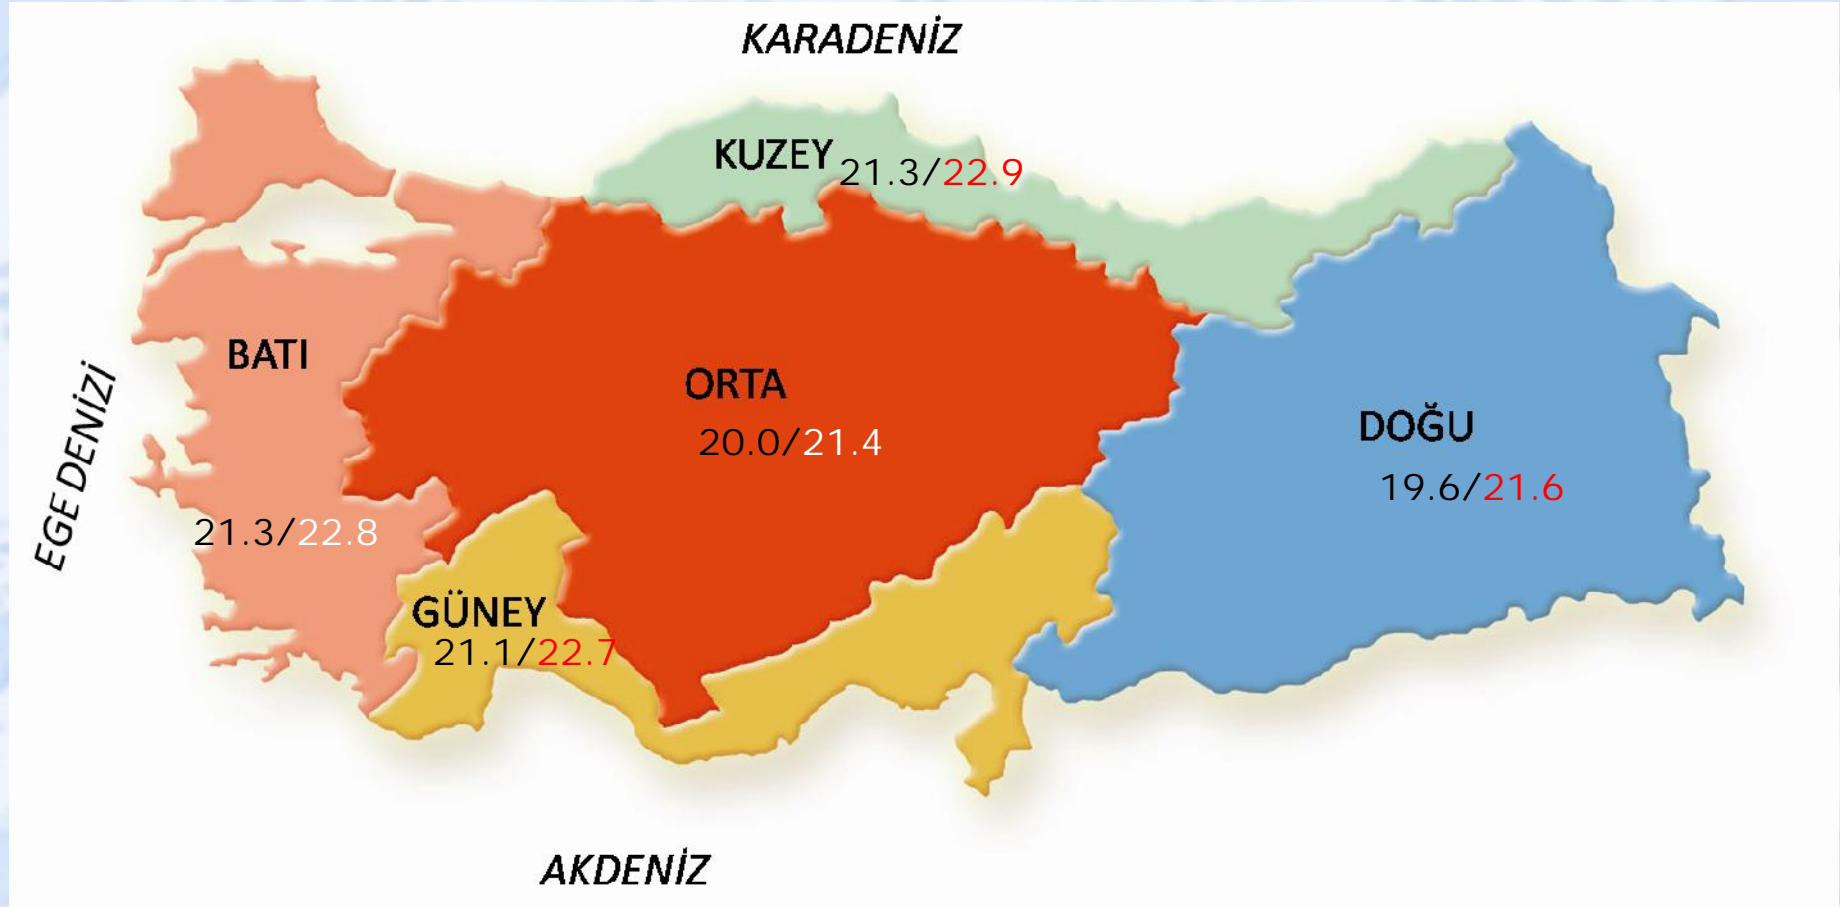 KARADENİZ
KUZEY
21.3/22.9
BATI
ORTA
EGE DENİZİ
DOĞU
20.0/21.4
19.6/21.6
21.3/22.8
GÜNEY
21.1/22.7
AKDENİZ